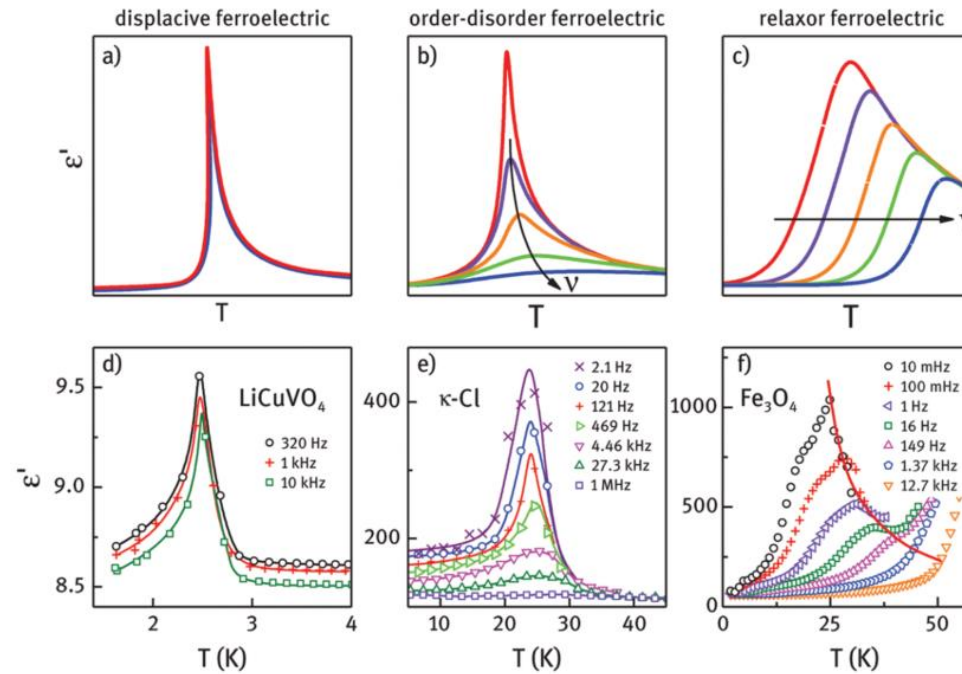 displacive ferroelectric
order-disorder ferroelectric
relaxor ferroelectric
a)
b)
c)
ε'
ν
T
T
T
d)
LiCuVO₄
320 Hz
1 kHz
10 kHz
9.5
9.0
8.5
ε'
2
3
4
T (K)
e)
κ-Cl
2.1 Hz
20 Hz
121 Hz
469 Hz
4.46 kHz
27.3 kHz
1 MHz
400
200
10
20
30
40
T (K)
f)
Fe₃O₄
10 mHz
100 mHz
1 Hz
16 Hz
149 Hz
1.37 kHz
12.7 kHz
1000
500
0
0
25
50
T (K)